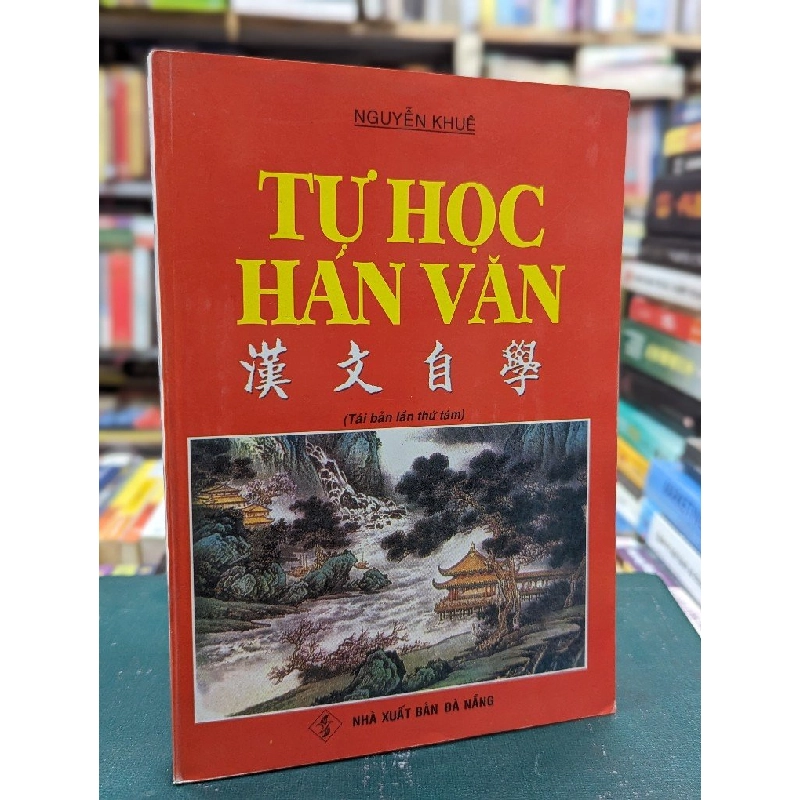 NGUYỄN KHUÊ
TỰ HỌC
HÁN VĂN
漢文自學
(Tái bản lần thứ tám)
NHÀ XUẤT BẢN ĐÀ NẴNG